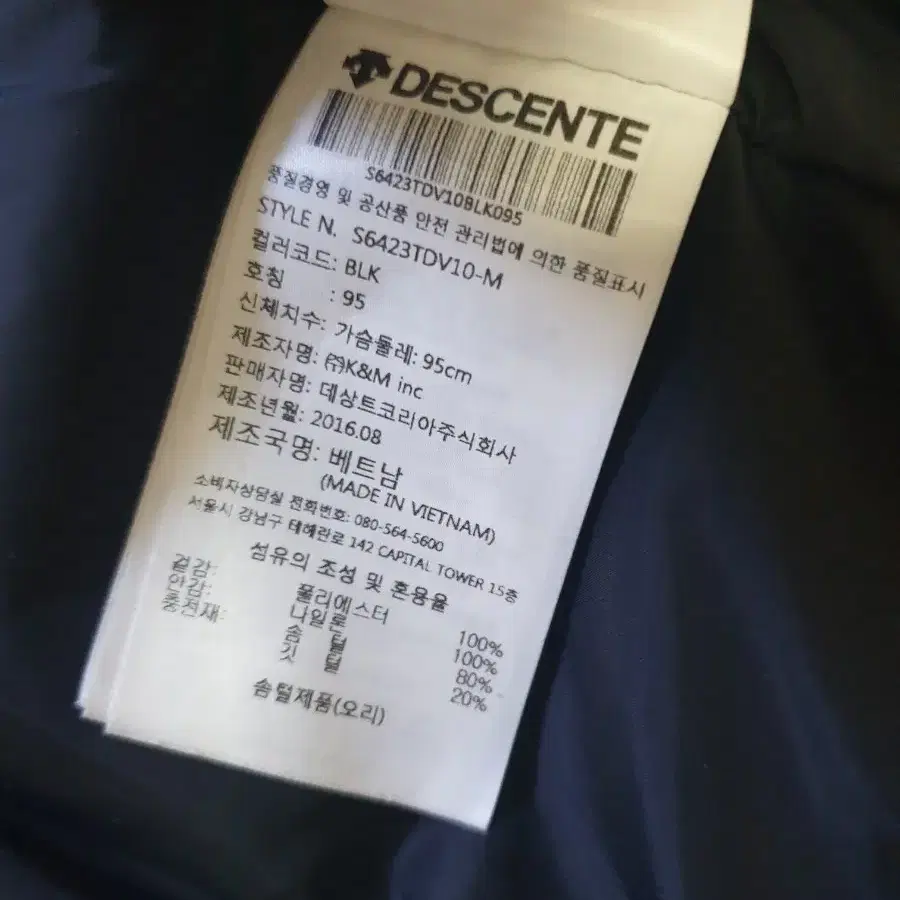 DESCENTE
S6423TDV10BLK095
품질경영 및 공산품 안전 관리법에 의한 품질표시
STYLE N. S6423TDV10-M
컬러코드: BLK
호칭 : 95
신체치수: 가슴둘레: 95cm
제조자명: ㈜K&M inc
판매자명: 데상트코리아주식회사
제조년월: 2016.08
제조국명: 베트남
(MADE IN VIETNAM)
소비자상담실 전화번호: 080-564-5600
서울시 강남구 테헤란로 142 CAPITAL TOWER 15층
섬유의 조성 및 혼용율
겉감: 폴리에스터 100%
안감: 나일론 100%
충전재: 솜 털 80%
깃 털 20%
솜털제품(오리)